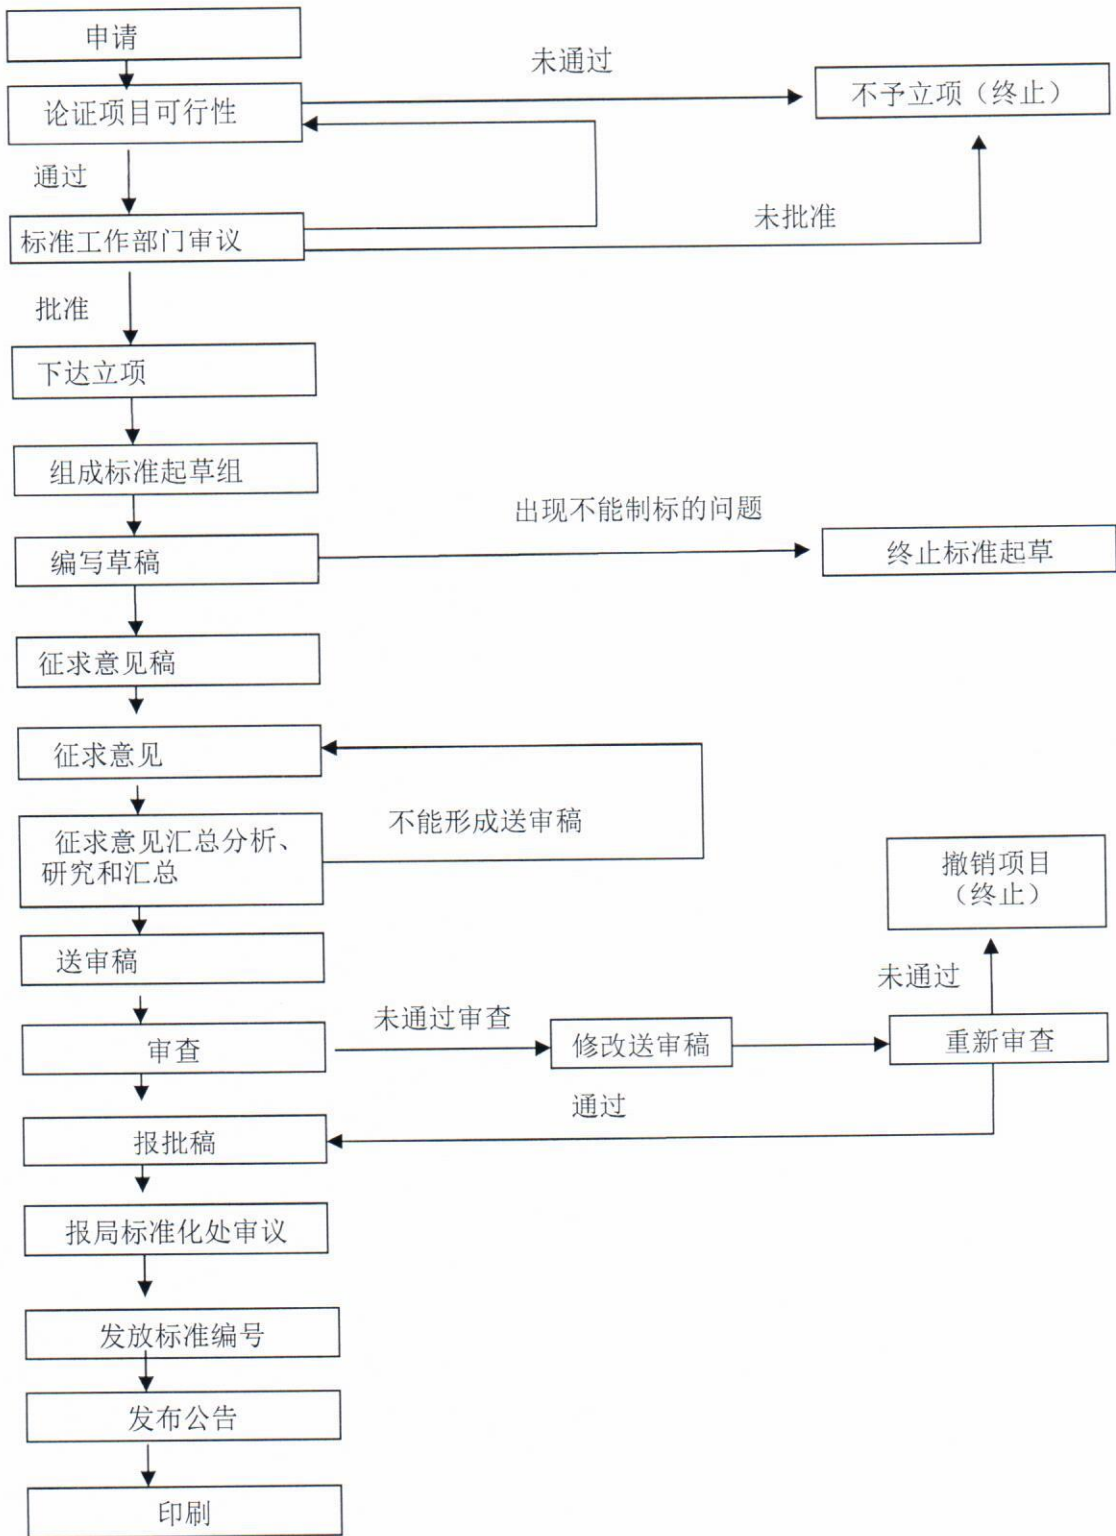 申请
未通过
不予立项（终止）
论证项目可行性
通过
未批准
标准工作部门审议
批准
下达立项
组成标准起草组
出现不能制标的问题
编写草稿
终止标准起草
征求意见稿
征求意见
不能形成送审稿
征求意见汇总分析、
研究和汇总
撤销项目
（终止）
送审稿
未通过
未通过审查
审查
修改送审稿
重新审查
通过
报批稿
报局标准化处审议
发放标准编号
发布公告
印刷